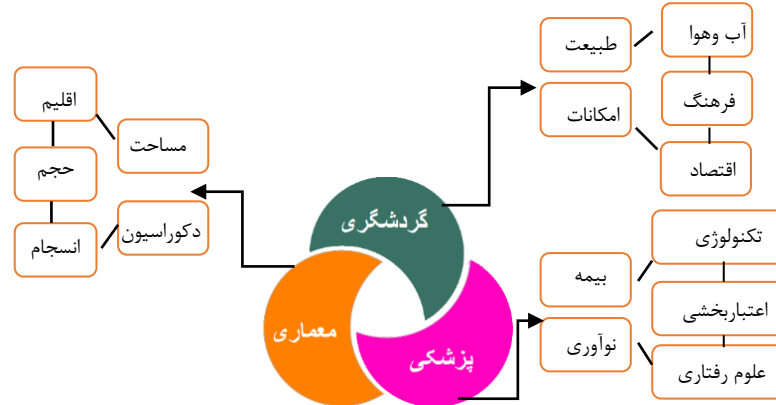 آب وهوا
طبیعت
فرهنگ
امکانات
اقتصاد
اقلیم
مساحت
حجم
دکوراسیون
انسجام
گردشگری
معماری
پزشکی
تکنولوژی
بیمه
اعتباربخشی
نوآوری
علوم رفتاری